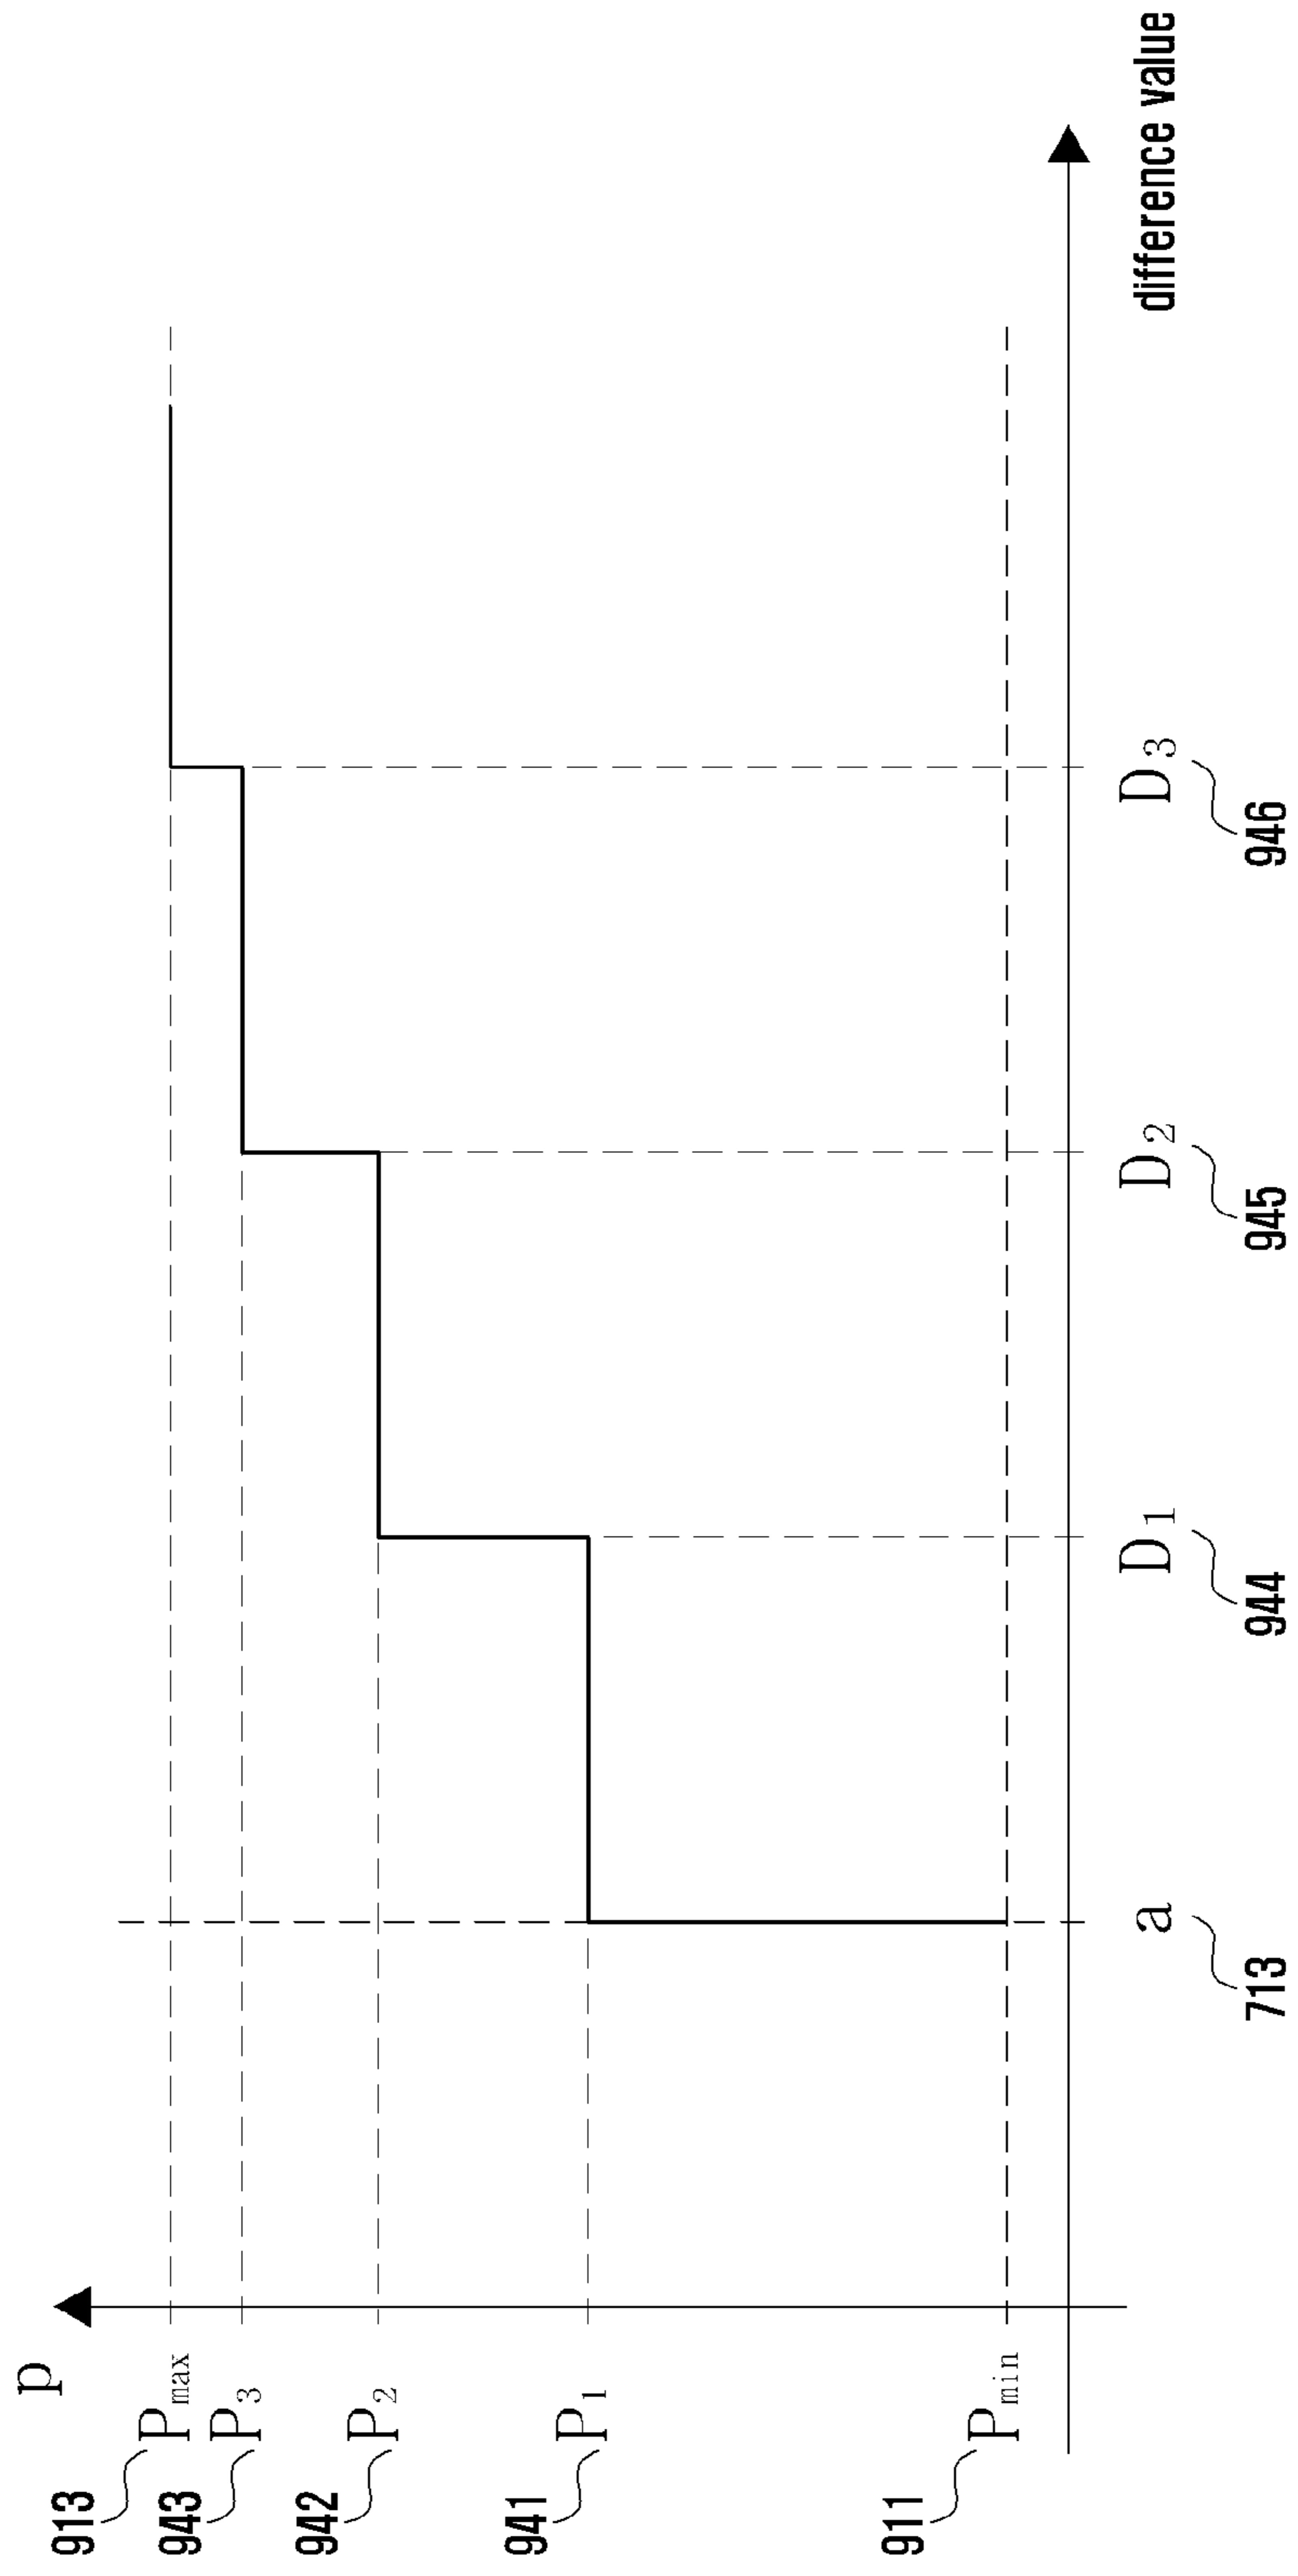 p
913 Pmax
943 P3
942 P2
941 P1
911 Pmin
a D1 D2 D3 difference value
713 944 945 946